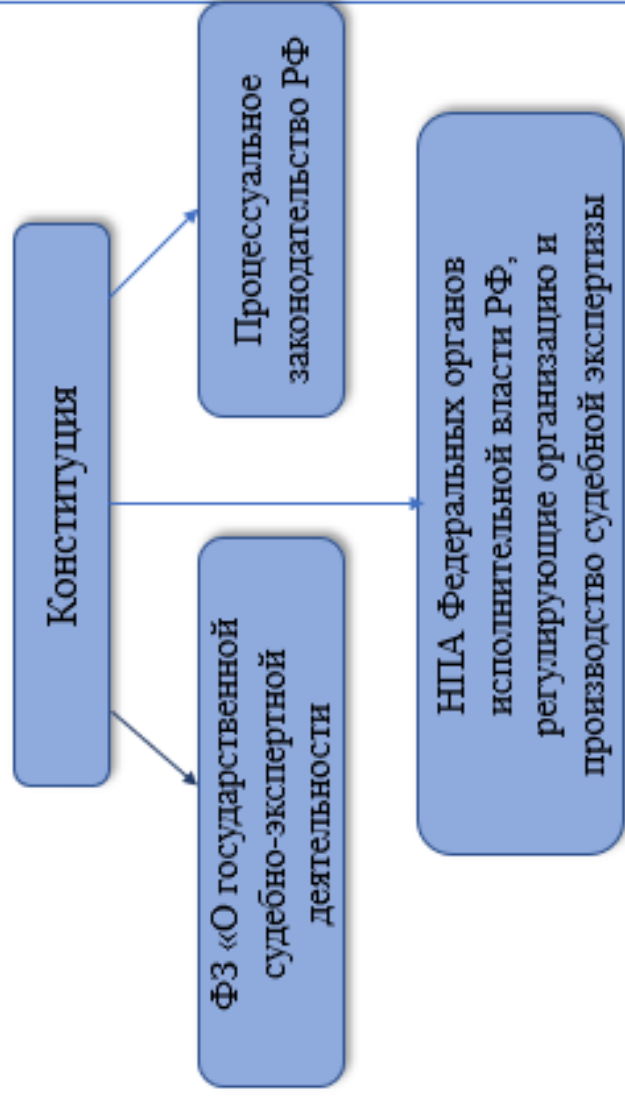 Конституция
ФЗ «О государственной
судебно-экспертной
деятельности
Процессуальное
законодательство РФ
НПА Федеральных органов
исполнительной власти РФ,
регулирующие организацию и
производство судебной экспертизы